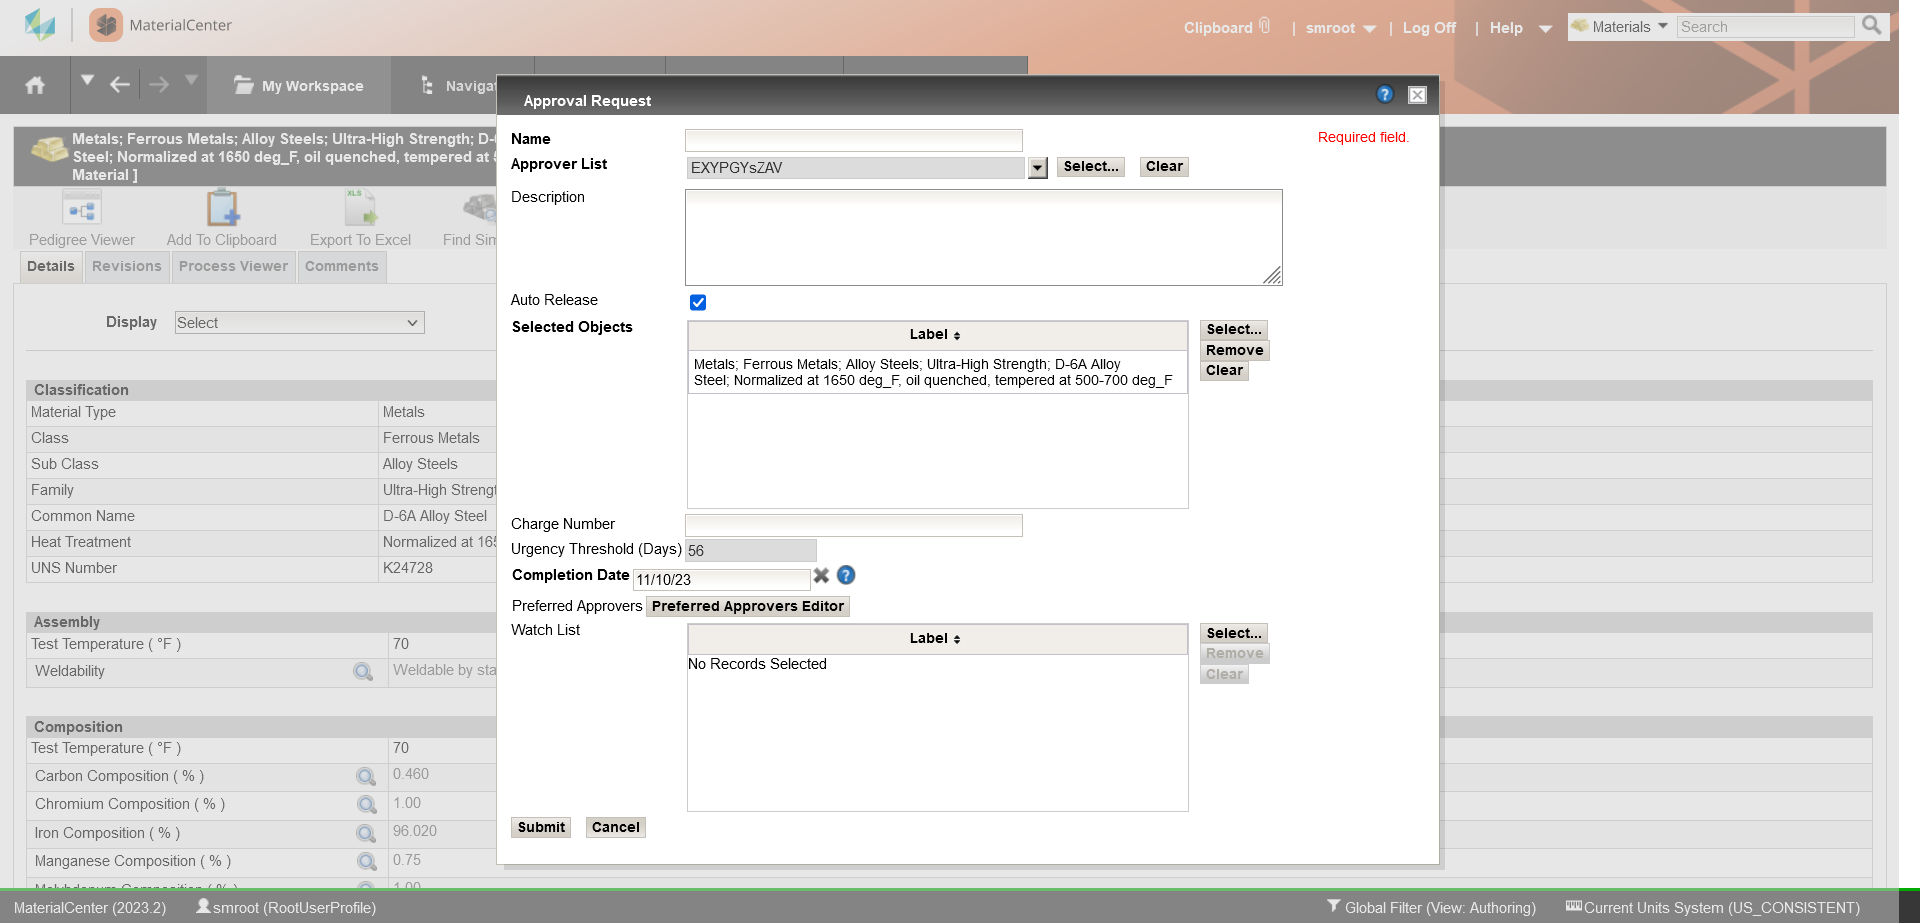 MaterialCenter
Clipboard | smroot | Log Off | Help
Materials Search
My Workspace
Approval Request
Metals; Ferrous Metals; Alloy Steels; Ultra-High Strength;
Steel; Normalized at 1650 deg_F, oil quenched, tempered at
Material ]
Pedigree Viewer Add To Clipboard Export To Excel Find
XLS
Details Revisions Process Viewer Comments
Display Select
Classification
Material Type Metals
Class Ferrous Metals
Sub Class Alloy Steels
Family Ultra-High
Common Name D-6A Alloy Steel
Heat Treatment Normalized at
UNS Number K24728
Assembly
Test Temperature ( °F ) 70
Weldability Weldable by
Composition
Test Temperature ( °F ) 70
Carbon Composition ( % ) 0.460
Chromium Composition ( % ) 1.00
Iron Composition ( % ) 96.020
Manganese Composition ( % ) 0.75
Name
Required field.
Approver List EXYPGYsZAV Select... Clear
Description
Auto Release
Selected Objects
Label
Metals; Ferrous Metals; Alloy Steels; Ultra-High Strength; D-6A Alloy
Steel; Normalized at 1650 deg_F, oil quenched, tempered at 500-700 deg_F
Select...
Remove
Clear
Charge Number
Urgency Threshold (Days) 56
Completion Date 11/10/23
Preferred Approvers Preferred Approvers Editor
Watch List
Label
No Records Selected
Select...
Remove
Clear
Submit Cancel
MaterialCenter (2023.2) smroot (RootUserProfile) Global Filter (View: Authoring) Current Units System (US_CONSISTENT)